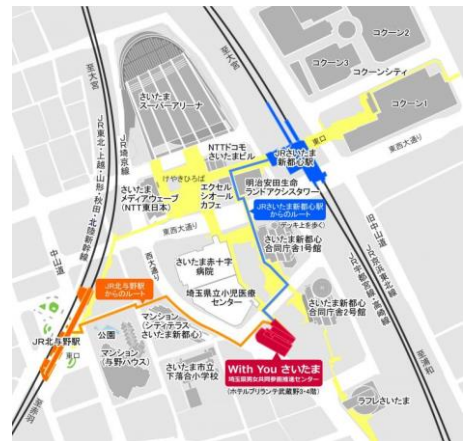 至大宮
コクーン2
コクーン3
コクーンシティ
コクーン1
さいたま
スーパーアリーナ
至大宮
JR埼京線
JR東北・上越・山形・秋田・北陸新幹線
NTTドコモ
さいたまビル
東口
JRさいたま
新都心駅
東西大通り
けやきひろば
さいたま
メディアウェーブ
(NTT東日本)
エクセル
シオール
カフェ
明治安田生命
ランドアクシスタワー
JRさいたま新都心駅
からのルート
(デッキ上を歩く)
旧中山道
中山道
東西大通り
西大通り
さいたま新都心
合同庁舎1号館
さいたま赤十字
病院
JR宇都宮線・高崎線
JR京浜東北線
JR北与野駅
からのルート
埼玉県立小児医療
センター
さいたま新都心
合同庁舎2号館
マンション
(シティテラス
さいたま新都心)
公園
JR北与野駅
東口
マンション
(与野ハウス)
さいたま市立
下落合小学校
With You さいたま
埼玉県男女共同参画推進センター
(ホテルブリランテ武蔵野3・4階)
至浦和
ラフレさいたま
至赤羽